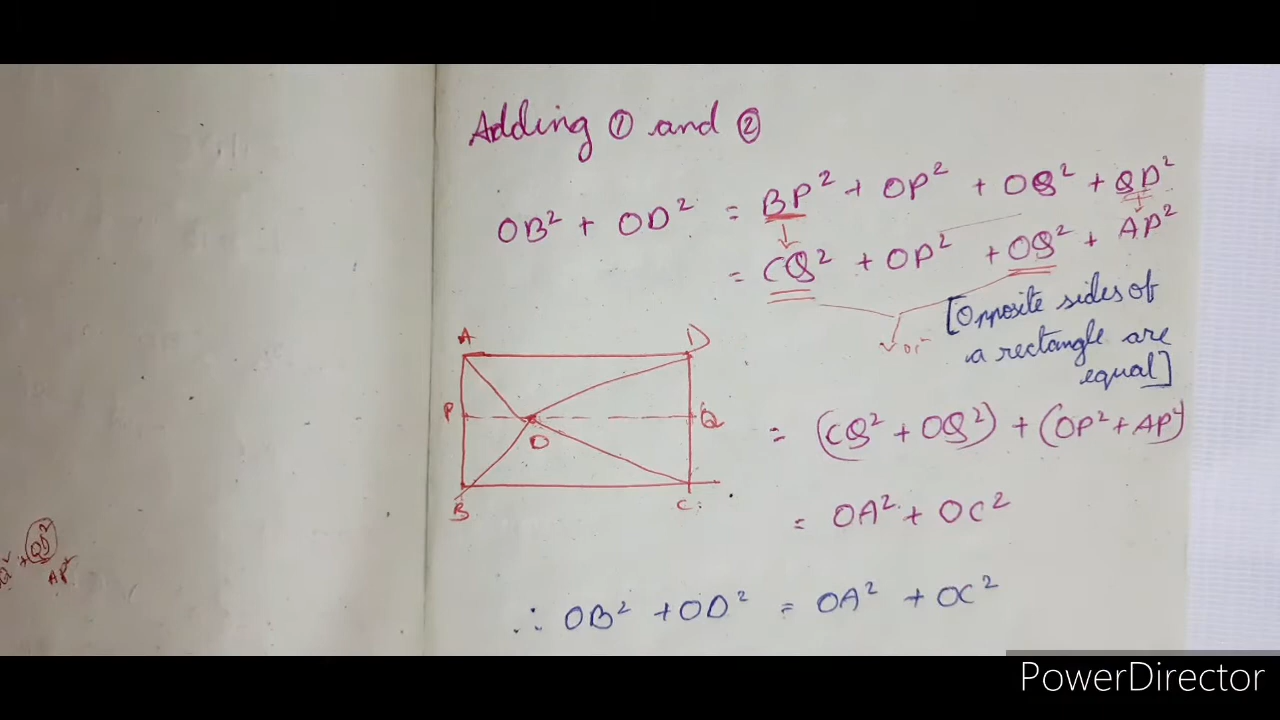 Adding ① and ②
OB² + OD² = BP² + OP² + OQ² + QD²
= CQ² + OP² + OQ² + AP²
[Opposite sides of
a rectangle are
equal]
A D
P Q
O
B C
= (CQ² + OQ²) + (OP² + AP²)
= OA² + OC²
∴ OB² + OD² = OA² + OC²
AP²
PowerDirector